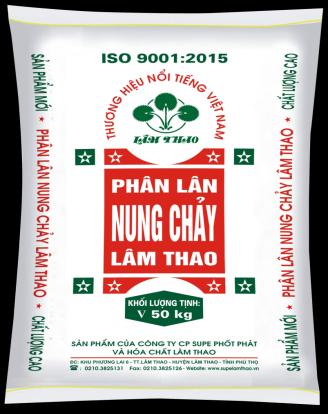 ISO 9001:2015
THƯƠNG HIỆU NỔI TIẾNG VIỆT NAM
LÂM THAO
PHÂN LÂN
NUNG CHẢY
LÂM THAO
KHỐI LƯỢNG TỊNH:
V 50 kg
SẢN PHẨM CỦA CÔNG TY CP SUPE PHỐT PHÁT
VÀ HÓA CHẤT LÂM THAO
ĐC: KHU PHƯƠNG LAI 6 - TT.LÂM THAO - HUYỆN LÂM THAO - TỈNH PHÚ THỌ
☎ : 0210.3825131 Fax: 0210.3825126 - Website: www.supelamthao.vn
SẢN PHẨM MỚI ★ PHÂN LÂN NUNG CHẢY LÂM THAO ★ CHẤT LƯỢNG CAO
SẢN PHẨM MỚI ★ PHÂN LÂN NUNG CHẢY LÂM THAO ★ CHẤT LƯỢNG CAO